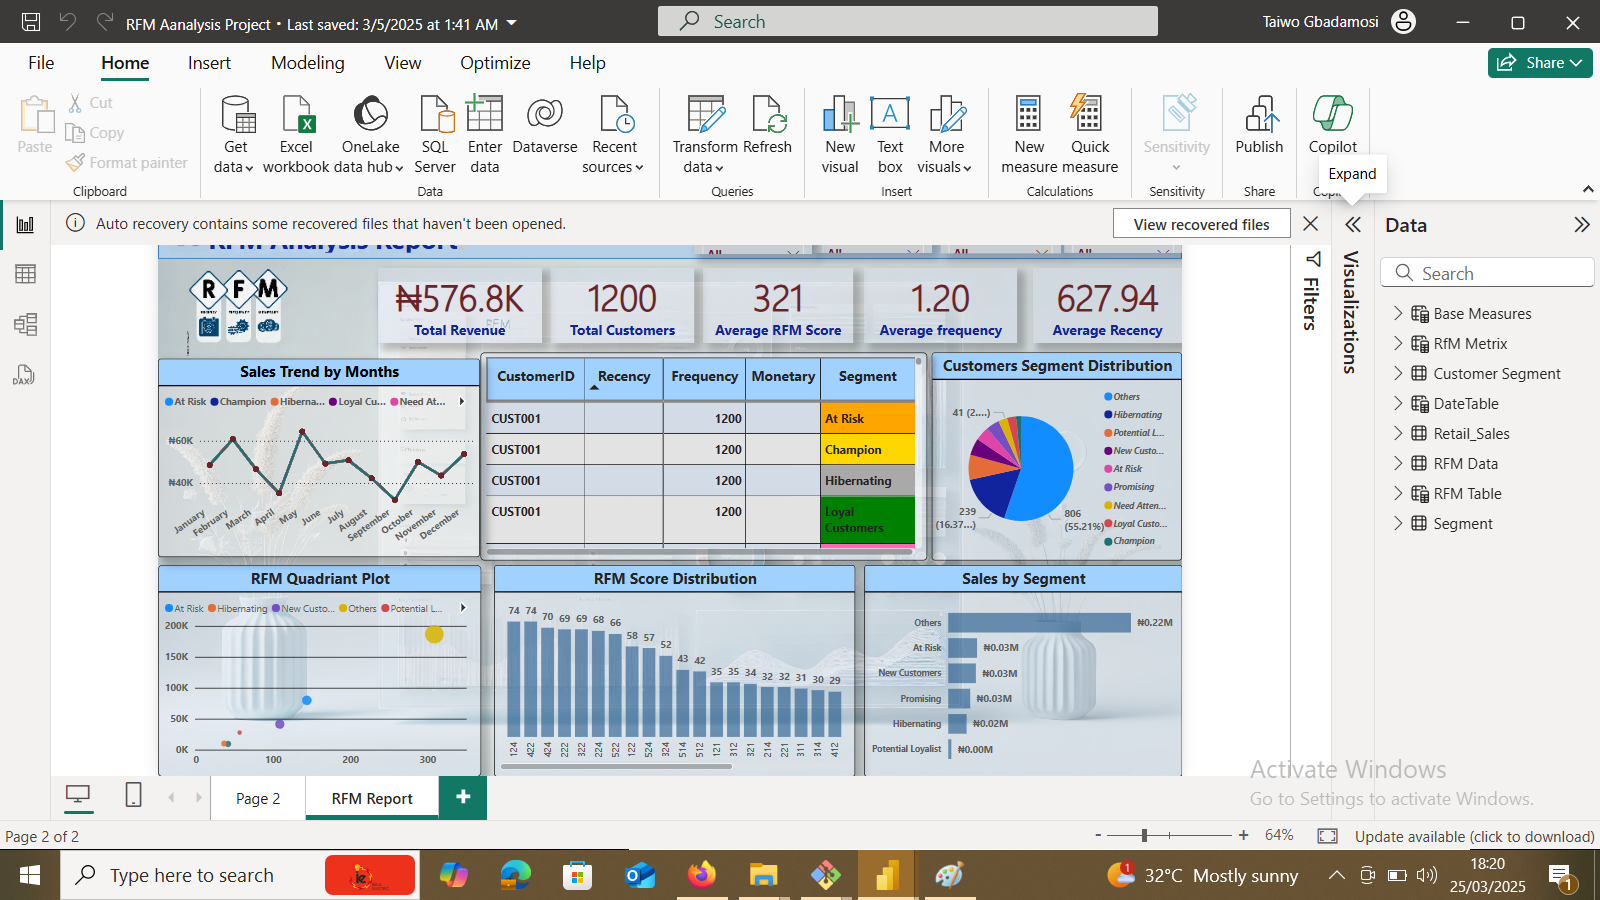 RFM Aanalysis Project • Last saved: 3/5/2025 at 1:41 AM
Search
Taiwo Gbadamosi
File
Home
Insert
Modeling
View
Optimize
Help
Share
Paste
Cut
Copy
Format painter
Clipboard
Get data
Excel workbook
OneLake data hub
SQL Server
Enter data
Dataverse
Recent sources
Data
Transform data
Refresh
Queries
New visual
Text box
More visuals
Insert
New measure
Quick measure
Calculations
Sensitivity
Sensitivity
Publish
Share
Copilot
Expand
Auto recovery contains some recovered files that haven't been opened.
View recovered files
RFM Analysis Report
All
All
All
All
R F M
₦576.8K
Total Revenue
1200
Total Customers
321
Average RFM Score
1.20
Average frequency
627.94
Average Recency
Sales Trend by Months
At Risk
Champion
Hiberna...
Loyal Cu...
Need At...
₦60K
₦40K
January
February
March
April
May
June
July
August
September
October
November
December
CustomerID Recency Frequency Monetary Segment
CUST001 1200 At Risk
CUST001 1200 Champion
CUST001 1200 Hibernating
CUST001 1200 Loyal Customers
Customers Segment Distribution
41 (2....)
239 (16.37...)
806 (55.21%)
Others
Hibernating
Potential L...
New Custo...
At Risk
Promising
Need Atten...
Loyal Custo...
Champion
RFM Quadriant Plot
At Risk
Hibernating
New Custo...
Others
Potential L...
200K
150K
100K
50K
0K
0 100 200 300
RFM Score Distribution
74 74 70 69 69 68 66 58 57 52 43 42 35 35 34 32 32 31 30 29
124 422 424 222 322 224 522 122 524 324 514 512 121 312 321 214 221 311 314 412
Sales by Segment
Others ₦0.22M
At Risk ₦0.03M
New Customers ₦0.03M
Promising ₦0.03M
Hibernating ₦0.02M
Potential Loyalist ₦0.00M
Filters
Visualizations
Data
Search
Base Measures
RfM Metrix
Customer Segment
DateTable
Retail_Sales
RFM Data
RFM Table
Segment
Activate Windows
Go to Settings to activate Windows.
Page 2
RFM Report
+
Page 2 of 2
- + 64%
Update available (click to download)
Type here to search
1
32°C Mostly sunny
18:20
25/03/2025
1